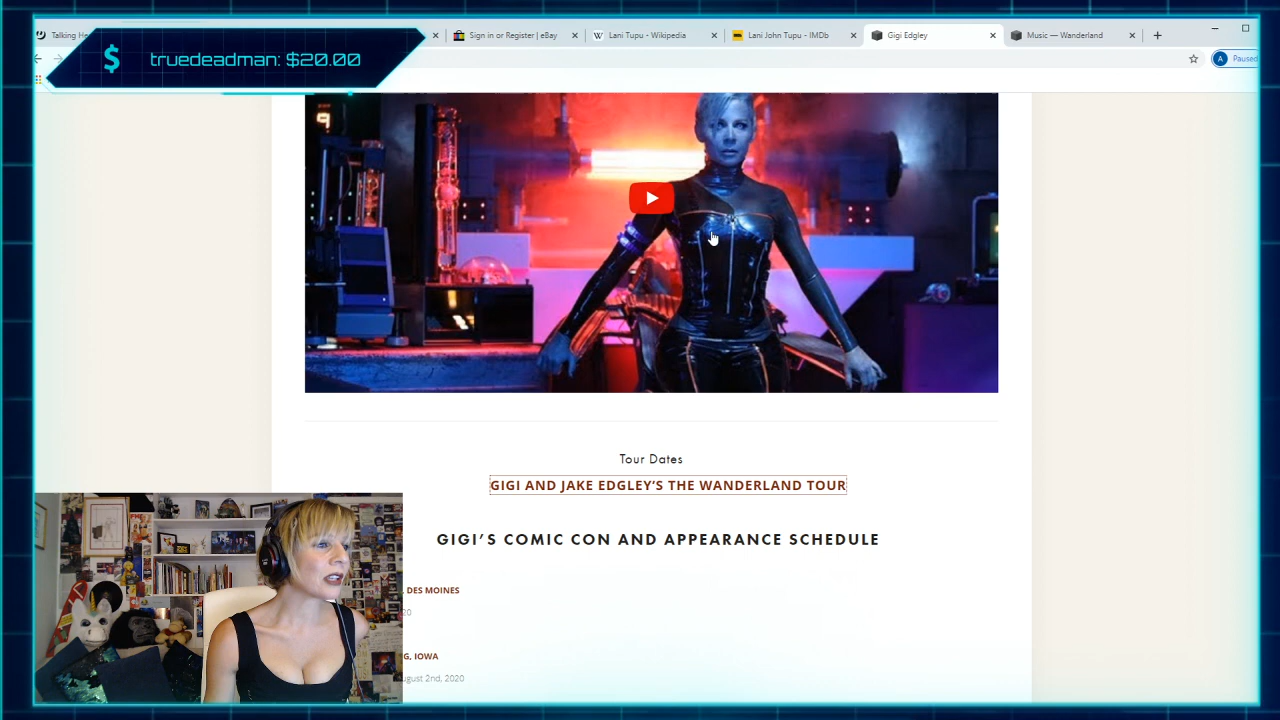 Talking He
Sign in or Register | eBay
Lani Tupu - Wikipedia
Lani John Tupu - IMDb
Gigi Edgley
Music — Wanderland
$ truedeadman: $20.00
A Paused
9
Tour Dates
GIGI AND JAKE EDGLEY'S THE WANDERLAND TOUR
GIGI'S COMIC CON AND APPEARANCE SCHEDULE
, DES MOINES
G, IOWA
ugust 2nd, 2020